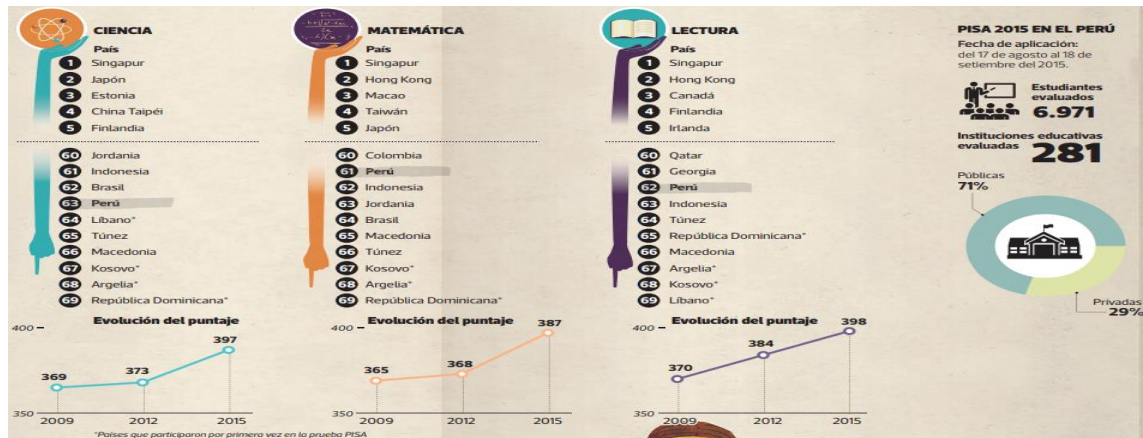 CIENCIA
País
1 Singapur
2 Japón
3 Estonia
4 China Taipéi
5 Finlandia
60 Jordania
61 Indonesia
62 Brasil
63 Perú
64 Líbano*
65 Túnez
66 Macedonia
67 Kosovo*
68 Argelia*
69 República Dominicana*
Evolución del puntaje
400
369
373
397
350
2009 2012 2015
*Países que participaron por primera vez en la prueba PISA
MATEMÁTICA
País
1 Singapur
2 Hong Kong
3 Macao
4 Taiwán
5 Japón
60 Colombia
61 Perú
62 Indonesia
63 Jordania
64 Brasil
65 Macedonia
66 Túnez
67 Kosovo*
68 Argelia*
69 República Dominicana*
Evolución del puntaje
400
365
368
387
350
2009 2012 2015
LECTURA
País
1 Singapur
2 Hong Kong
3 Canadá
4 Finlandia
5 Irlanda
60 Qatar
61 Georgia
62 Perú
63 Indonesia
64 Túnez
65 República Dominicana*
66 Macedonia
67 Argelia*
68 Kosovo*
69 Líbano*
Evolución del puntaje
400
370
384
398
350
2009 2012 2015
PISA 2015 EN EL PERÚ
Fecha de aplicación:
del 17 de agosto al 18 de
setiembre del 2015.
Estudiantes
evaluados
6.971
Instituciones educativas
evaluadas 281
Públicas
71%
Privadas
29%